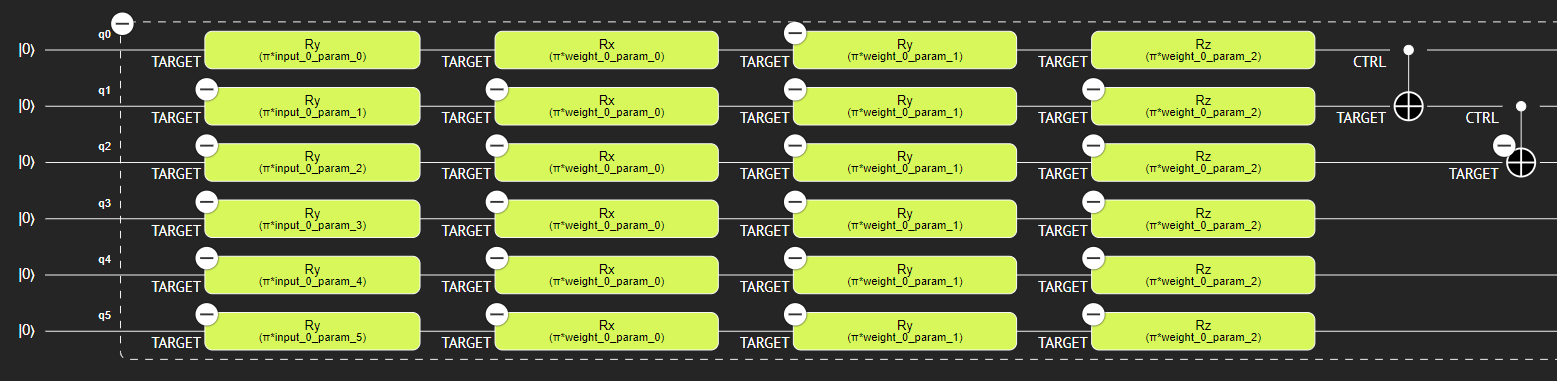 q0
|0⟩ TARGET Ry (π*input_0_param_0) TARGET Rx (π*weight_0_param_0) TARGET Ry (π*weight_0_param_1) TARGET Rz (π*weight_0_param_2) CTRL
q1
|0⟩ TARGET Ry (π*input_0_param_1) TARGET Rx (π*weight_0_param_0) TARGET Ry (π*weight_0_param_1) TARGET Rz (π*weight_0_param_2) TARGET CTRL
q2
|0⟩ TARGET Ry (π*input_0_param_2) TARGET Rx (π*weight_0_param_0) TARGET Ry (π*weight_0_param_1) TARGET Rz (π*weight_0_param_2) TARGET
q3
|0⟩ TARGET Ry (π*input_0_param_3) TARGET Rx (π*weight_0_param_0) TARGET Ry (π*weight_0_param_1) TARGET Rz (π*weight_0_param_2)
q4
|0⟩ TARGET Ry (π*input_0_param_4) TARGET Rx (π*weight_0_param_0) TARGET Ry (π*weight_0_param_1) TARGET Rz (π*weight_0_param_2)
q5
|0⟩ TARGET Ry (π*input_0_param_5) TARGET Rx (π*weight_0_param_0) TARGET Ry (π*weight_0_param_1) TARGET Rz (π*weight_0_param_2)